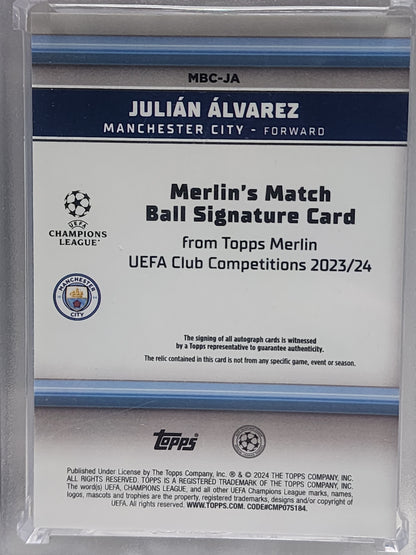 MBC-JA
JULIÁN ÁLVAREZ
MANCHESTER CITY - FORWARD
UEFA
CHAMPIONS
LEAGUE®
Merlin's Match
Ball Signature Card
from Topps Merlin
UEFA Club Competitions 2023/24
MANCHESTER
CITY
The signing of all autograph cards is witnessed
by a Topps representative to guarantee authenticity.
The relic contained in this card is not from any specific game, event or season.
Topps
Published Under License by The Topps Company, Inc. ® & © 2024 THE TOPPS COMPANY, INC.
ALL RIGHTS RESERVED. TOPPS IS A REGISTERED TRADEMARK OF THE TOPPS COMPANY, INC.
The word(s) UEFA, CHAMPIONS LEAGUE, and all other UEFA Champions League marks, names,
logos, mascots and trophies are the property, registered trademarks, designs and/or copyright of
UEFA. All rights reserved. WWW.TOPPS.COM. CODE#CMP075184.